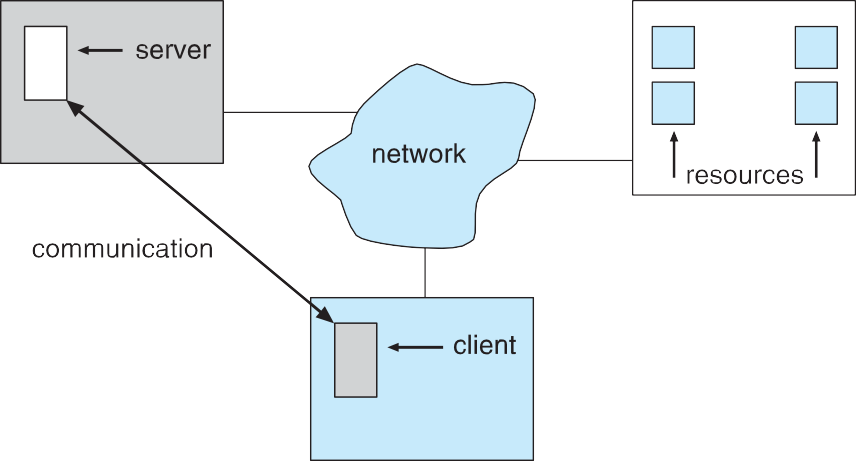 server
network
resources
communication
client